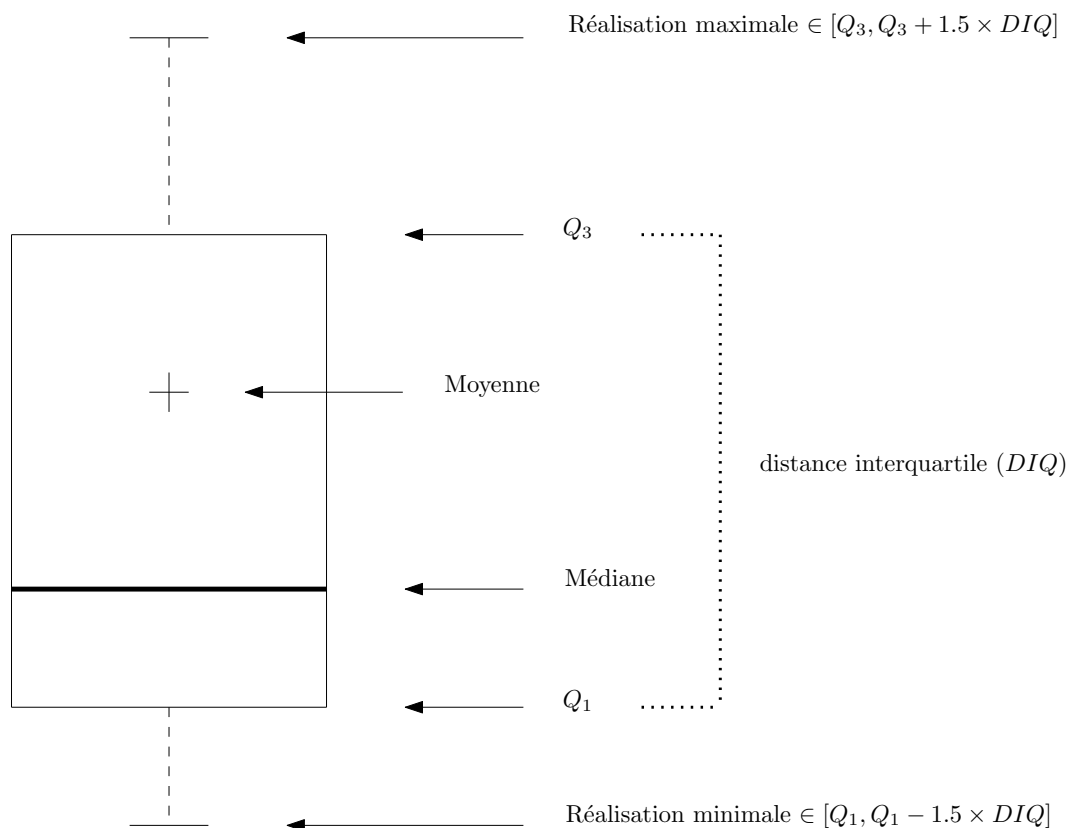 Réalisation maximale ∈ [Q₃, Q₃ + 1.5 × DIQ]
Q₃
Moyenne
distance interquartile (DIQ)
Médiane
Q₁
Réalisation minimale ∈ [Q₁, Q₁ − 1.5 × DIQ]